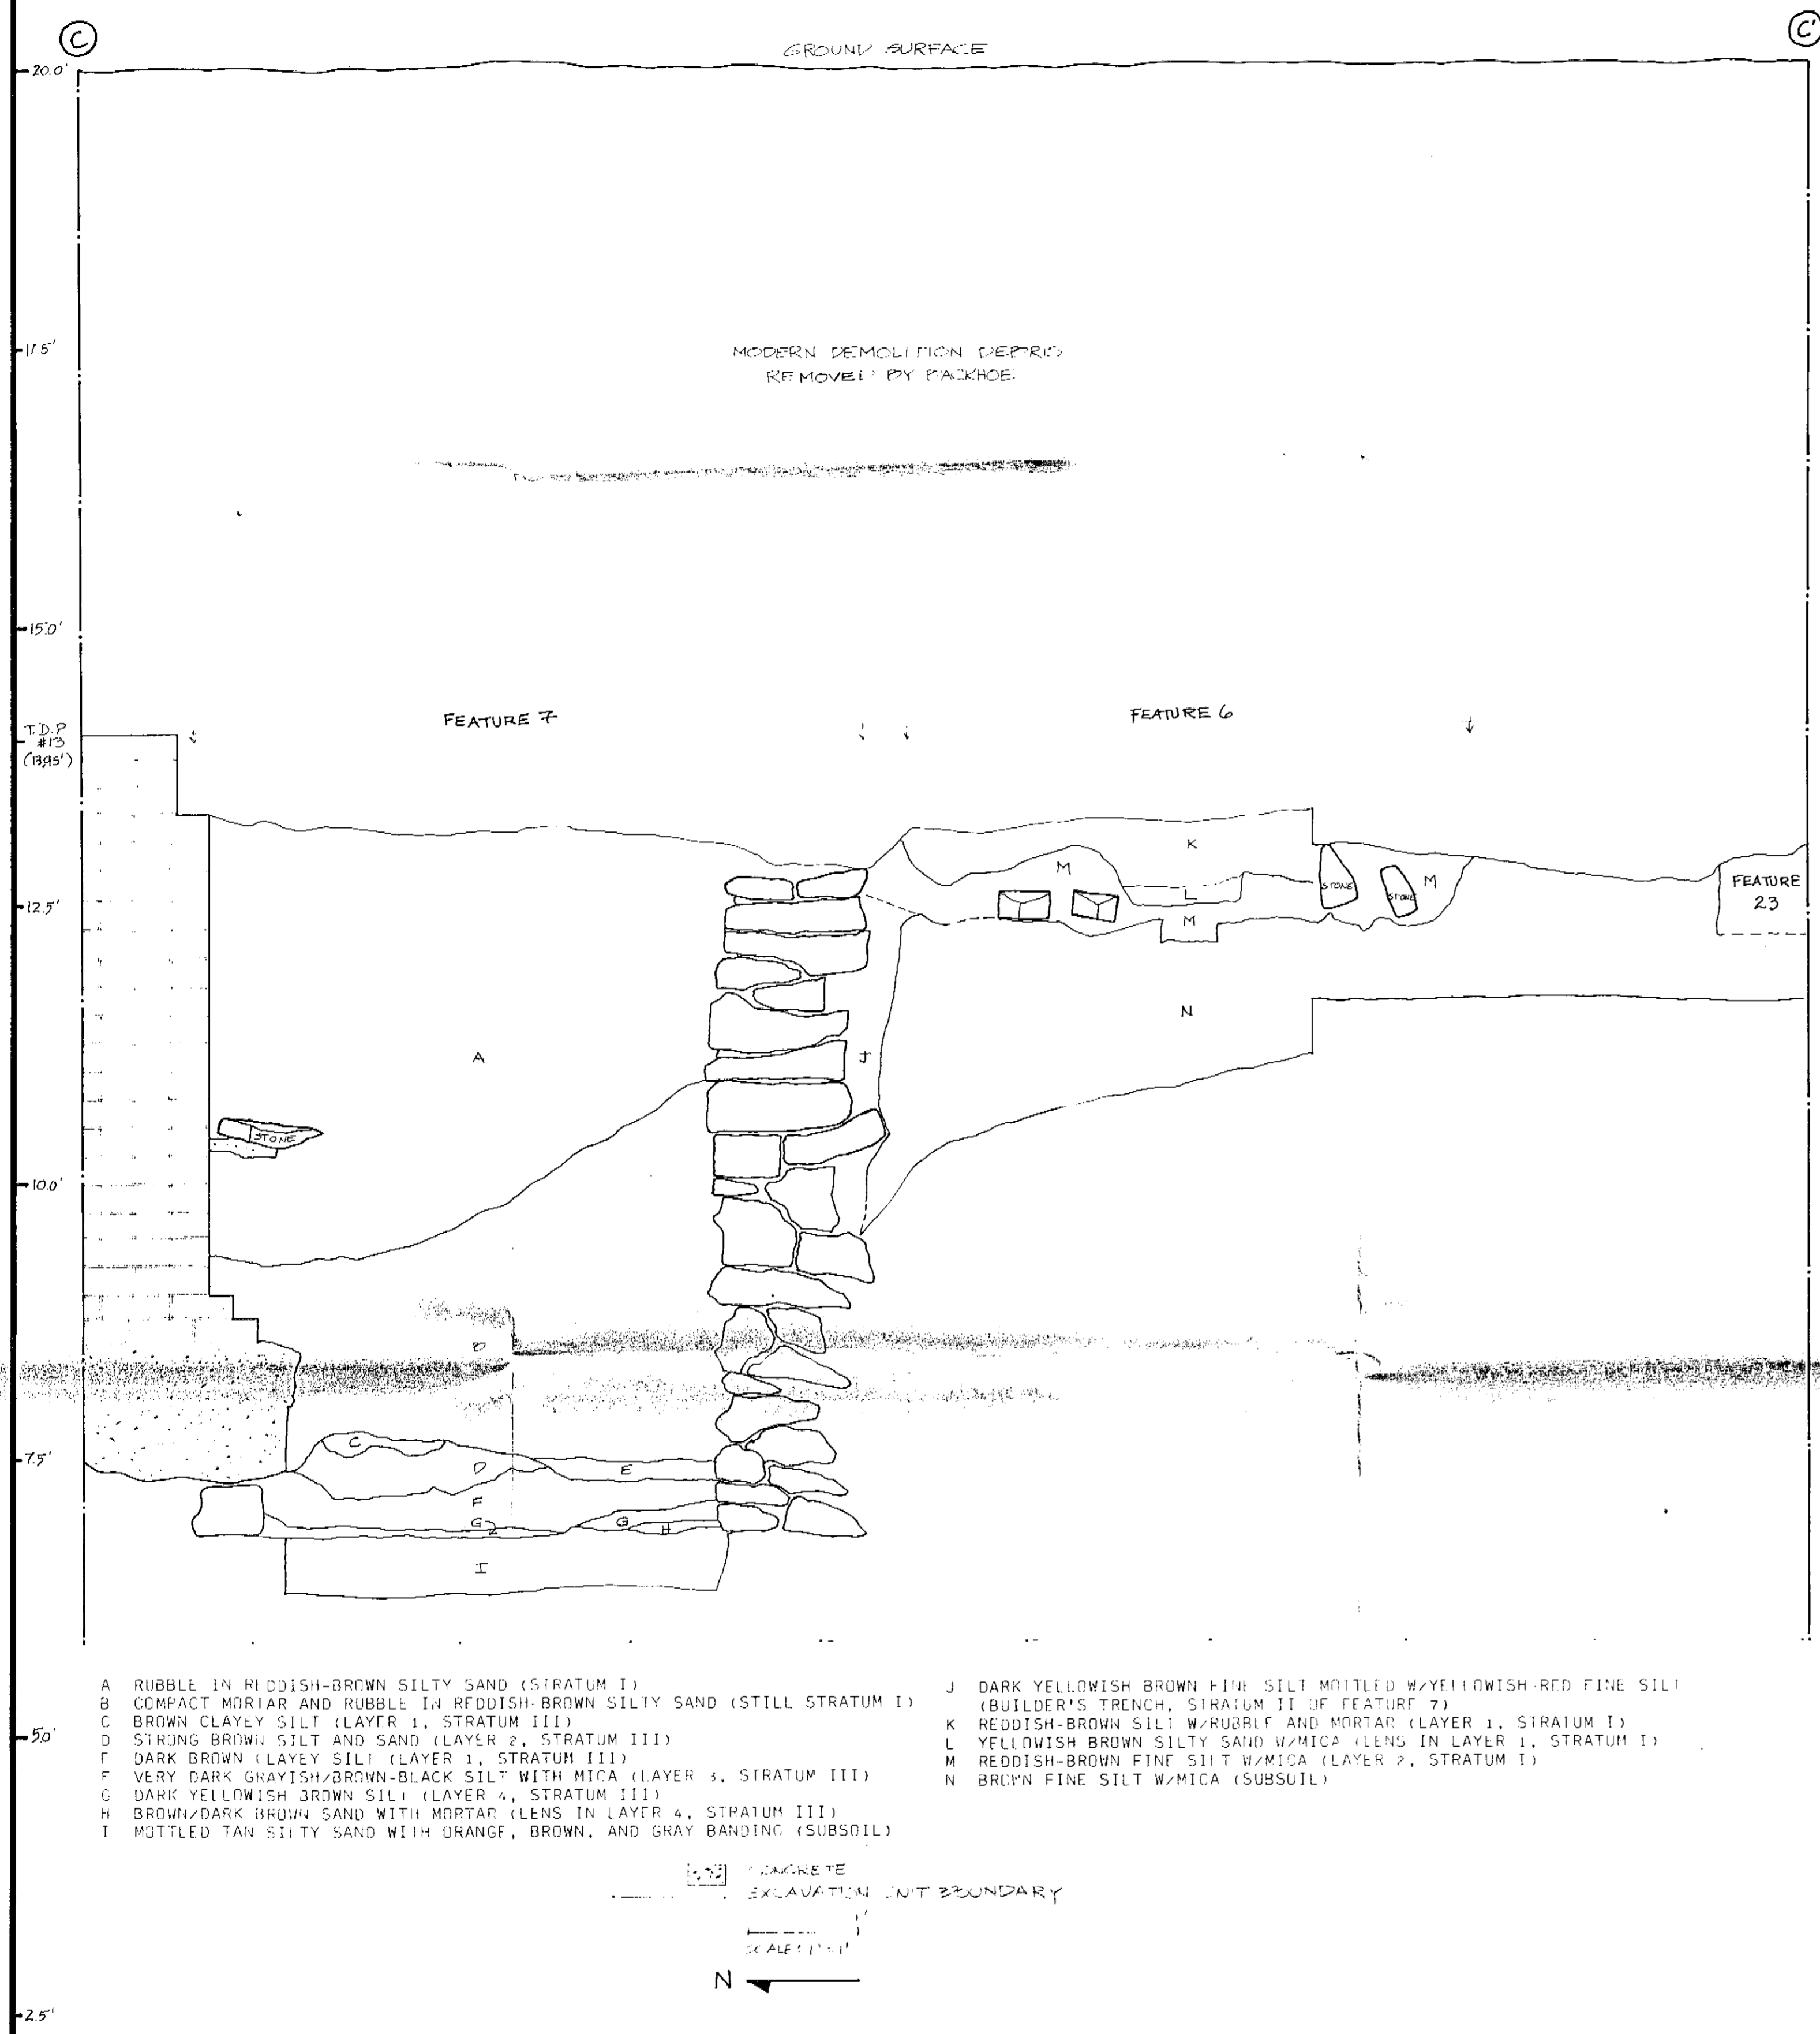 C
C'
GROUND SURFACE
20.0'
17.5'
MODERN DEMOLITION DEBRIS
REMOVED BY BACKHOE
15.0'
FEATURE 7
FEATURE 6
T.D.P.
#13
(13.95')
K
M
L
STONE
STONE
M
FEATURE
23
12.5'
M
N
A
J
STONE
10.0'
B
C
7.5'
D
E
F
G
G
H
I
A RUBBLE IN REDDISH-BROWN SILTY SAND (STRATUM I)
B COMPACT MORTAR AND RUBBLE IN REDDISH-BROWN SILTY SAND (STILL STRATUM I)
C BROWN CLAYEY SILT (LAYER 1, STRATUM III)
D STRONG BROWN SILT AND SAND (LAYER 2, STRATUM III)
E DARK BROWN CLAYEY SILT (LAYER 1, STRATUM III)
F VERY DARK GRAYISH/BROWN-BLACK SILT WITH MICA (LAYER 3, STRATUM III)
G DARK YELLOWISH BROWN SILT (LAYER 4, STRATUM III)
H BROWN/DARK BROWN SAND WITH MORTAR (LENS IN LAYER 4, STRATUM III)
I MOTTLED TAN SILTY SAND WITH ORANGE, BROWN, AND GRAY BANDING (SUBSOIL)
J DARK YELLOWISH BROWN FINE SILT MOTTLED W/YELLOWISH-RED FINE SILT
(BUILDER'S TRENCH, STRATUM II OF FEATURE 7)
K REDDISH-BROWN SILT W/RUBBLE AND MORTAR (LAYER 1, STRATUM I)
L YELLOWISH BROWN SILTY SAND W/MICA (LENS IN LAYER 1, STRATUM I)
M REDDISH-BROWN FINE SILT W/MICA (LAYER 2, STRATUM I)
N BROWN FINE SILT W/MICA (SUBSOIL)
5.0'
CONCRETE
EXCAVATION UNIT BOUNDARY
1'
SCALE 1"=1'
N
2.5'